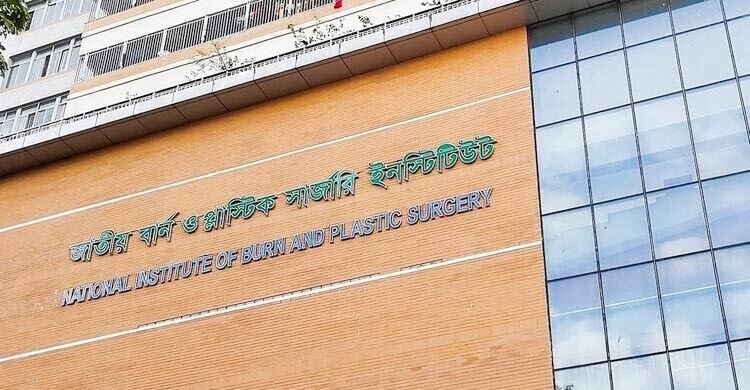 জাতীয় বার্ন ও প্লাস্টিক সার্জারি ইনস্টিটিউট
NATIONAL INSTITUTE OF BURN AND PLASTIC SURGERY